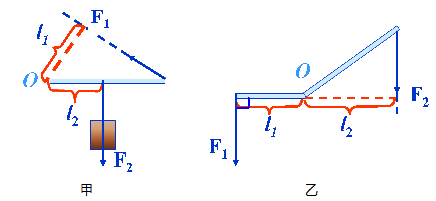 F₁
l₁
O
l₂
F₂
甲
O
l₁
l₂
F₂
F₁
乙